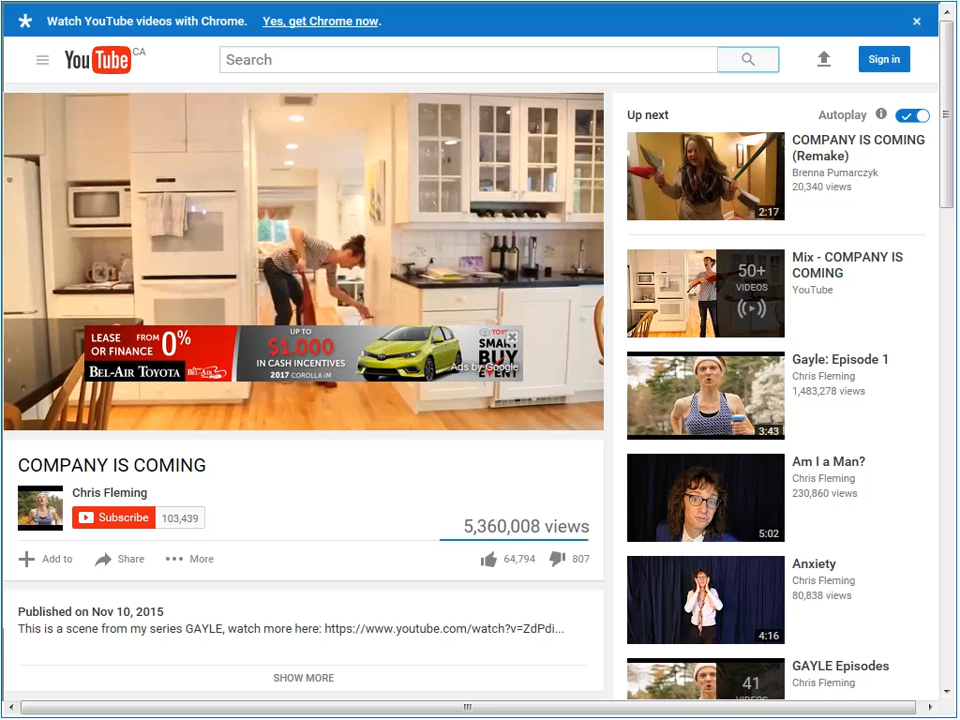 Watch YouTube videos with Chrome. Yes, get Chrome now.
YouTube CA
Search
Sign in
LEASE OR FINANCE FROM 0%
BEL-AIR TOYOTA
UP TO
$1,000
IN CASH INCENTIVES
2017 COROLLA iM
SMART
BUY
EVENT
Ads by Google
COMPANY IS COMING
Chris Fleming
Subscribe 103,439
5,360,008 views
Add to Share More 64,794 807
Published on Nov 10, 2015
This is a scene from my series GAYLE, watch more here: https://www.youtube.com/watch?v=ZdPdi...
SHOW MORE
Up next Autoplay
COMPANY IS COMING
(Remake)
Brenna Pumarczyk
20,340 views
2:17
Mix - COMPANY IS
COMING
YouTube
50+
VIDEOS
Gayle: Episode 1
Chris Fleming
1,483,278 views
3:43
Am I a Man?
Chris Fleming
230,860 views
5:02
Anxiety
Chris Fleming
80,838 views
4:16
GAYLE Episodes
Chris Fleming
41